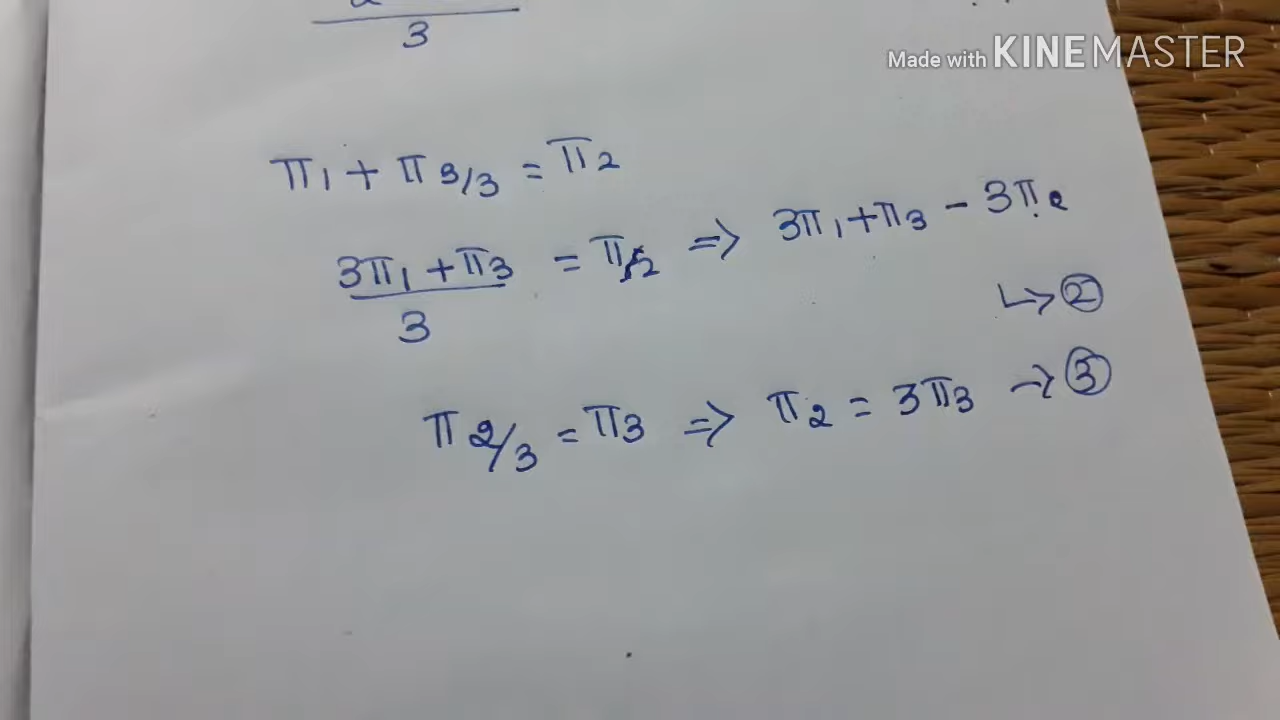 3
Made with KINEMASTER
π1 + π3/3 = π2
3π1 + π3 / 3 = π2 ⇒ 3π1 + π3 - 3π2
↳ ②
π2/3 = π3 ⇒ π2 = 3π3 → ③